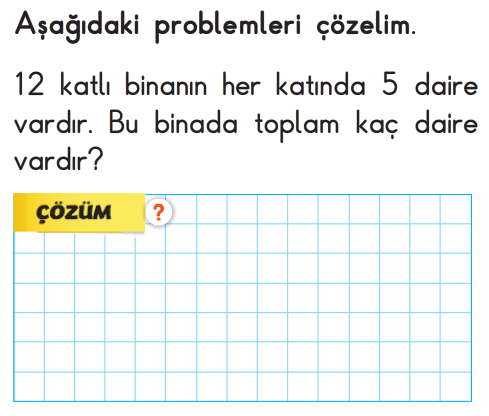 Aşağıdaki problemleri çözelim.
12 katlı binanın her katında 5 daire
vardır. Bu binada toplam kaç daire
vardır?
ÇÖZÜM ?